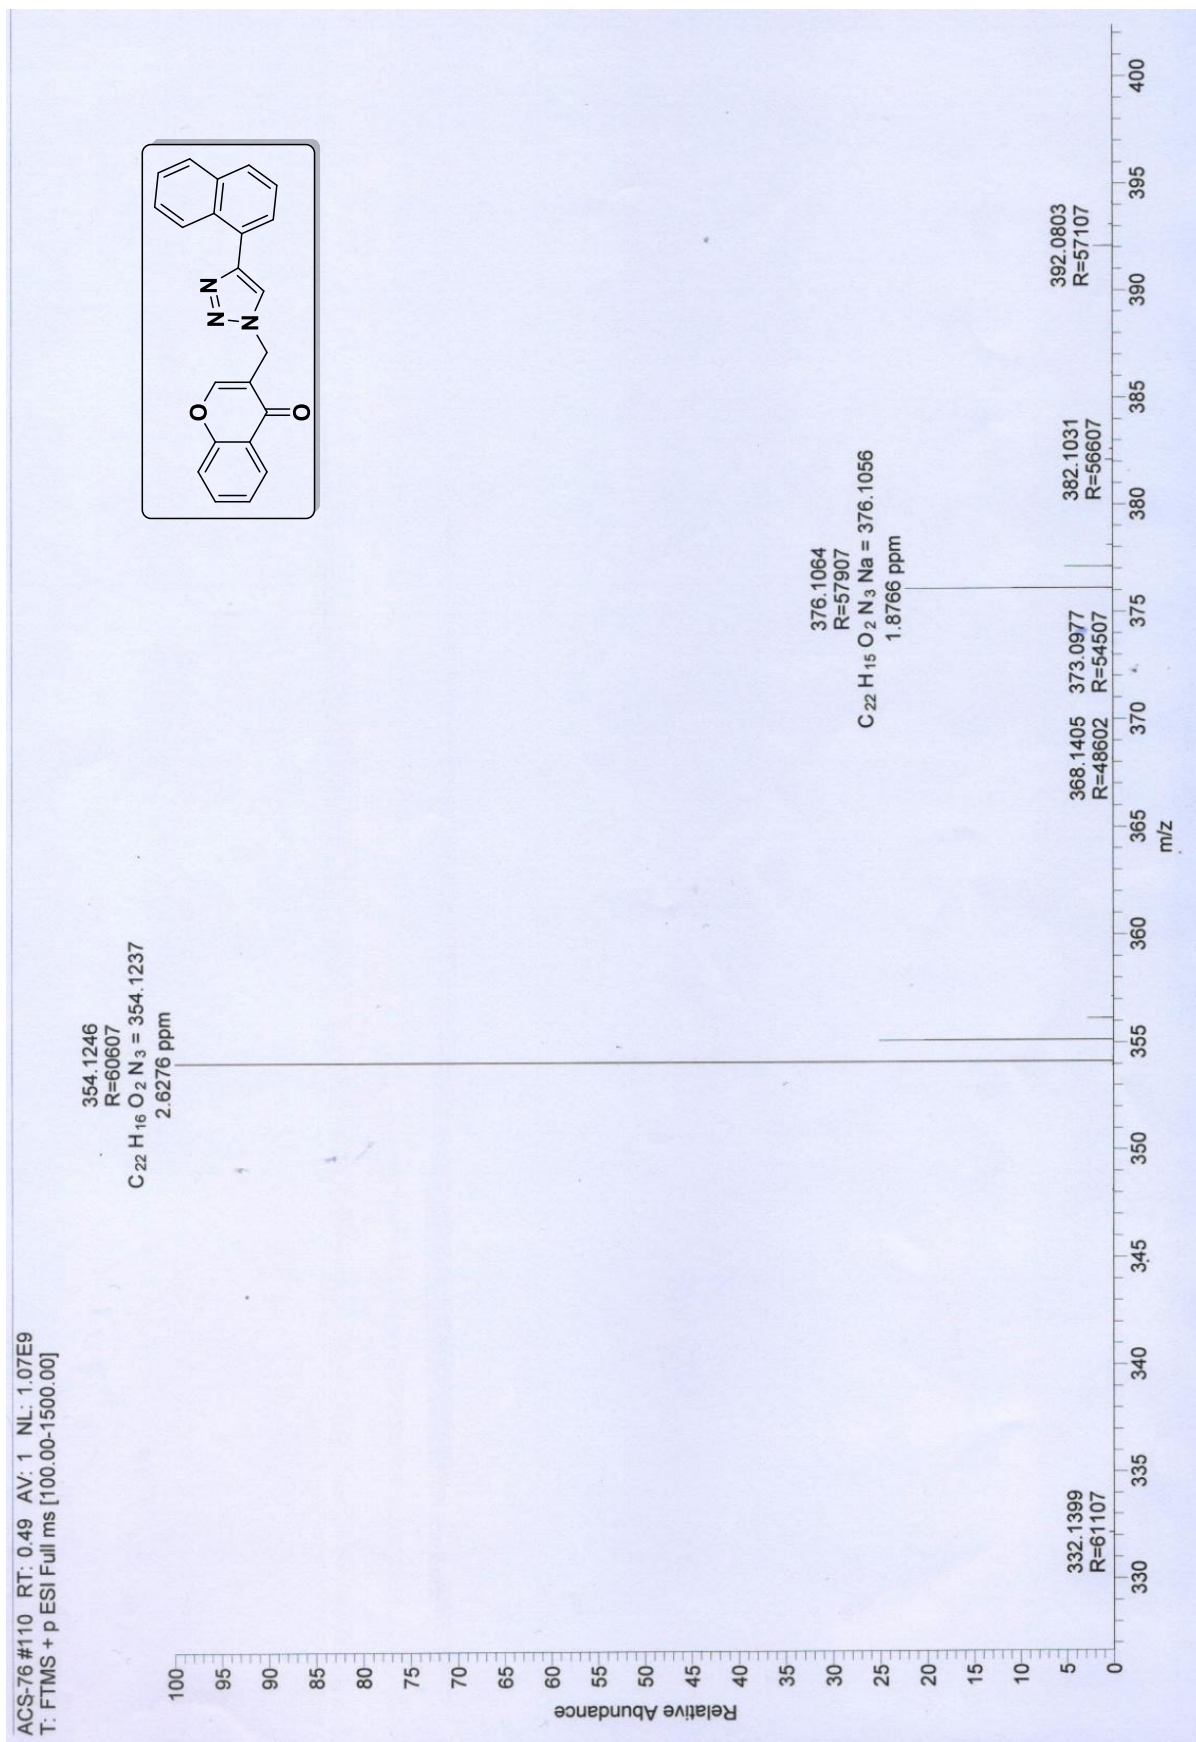 ACS-76 #110 RT: 0.49 AV: 1 NL: 1.07E9
T: FTMS + p ESI Full ms [100.00-1500.00]
354.1246
R=60607
C22 H16 O2 N3 = 354.1237
2.6276 ppm
O
O
N
N
N
376.1064
R=57907
C22 H15 O2 N3 Na = 376.1056
1.8766 ppm
332.1399
R=61107
368.1405
R=48602
373.0977
R=54507
382.1031
R=56607
392.0803
R=57107
100
95
90
85
80
75
70
65
60
55
50
45
40
35
30
25
20
15
10
5
0
Relative Abundance
330
335
340
345
350
355
360
365
370
375
380
385
390
395
400
m/z